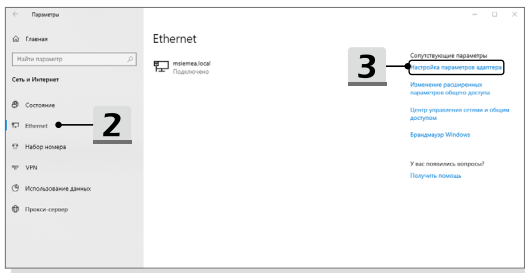 Параметры
Главная
Найти параметр
Сеть и Интернет
Состояние
Ethernet
2
Набор номера
VPN
Использование данных
Прокси-сервер
Ethernet
msiemea.local
Подключено
3
Сопутствующие параметры
Настройка параметров адаптера
Изменение расширенных
параметров общего доступа
Центр управления сетями и общим
доступом
Брандмауэр Windows
У вас появились вопросы?
Получить помощь